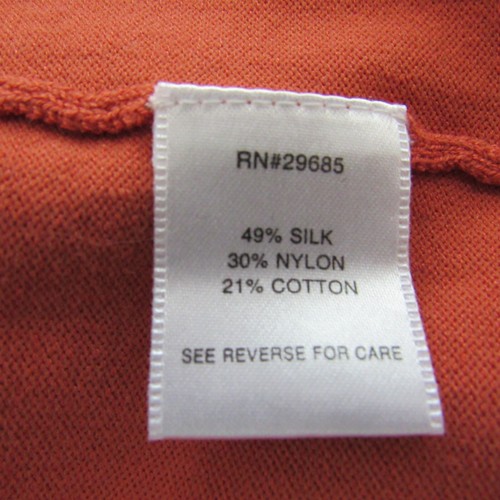 RN#29685
49% SILK
30% NYLON
21% COTTON
SEE REVERSE FOR CARE